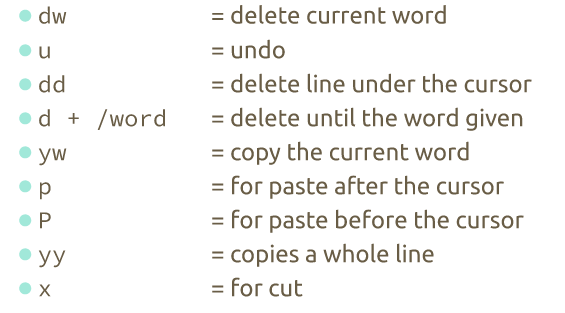 • dw = delete current word
• u = undo
• dd = delete line under the cursor
• d + /word = delete until the word given
• yw = copy the current word
• p = for paste after the cursor
• P = for paste before the cursor
• yy = copies a whole line
• x = for cut